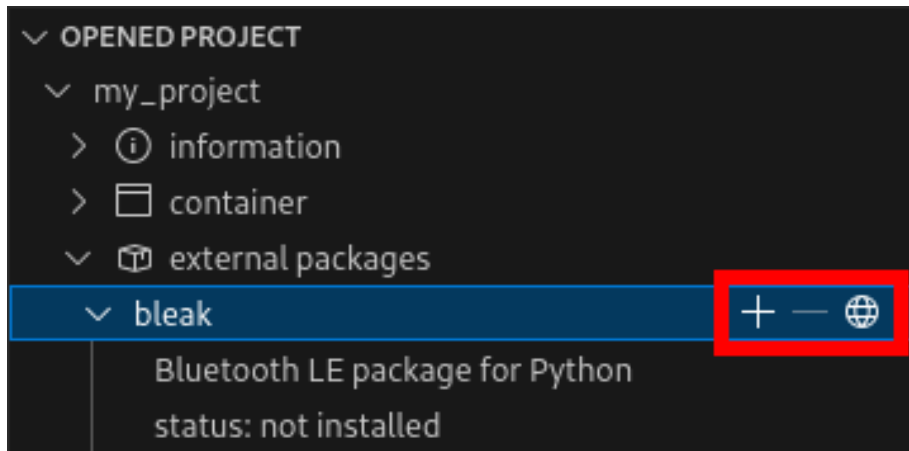 OPENED PROJECT
my_project
information
container
external packages
bleak
Bluetooth LE package for Python
status: not installed